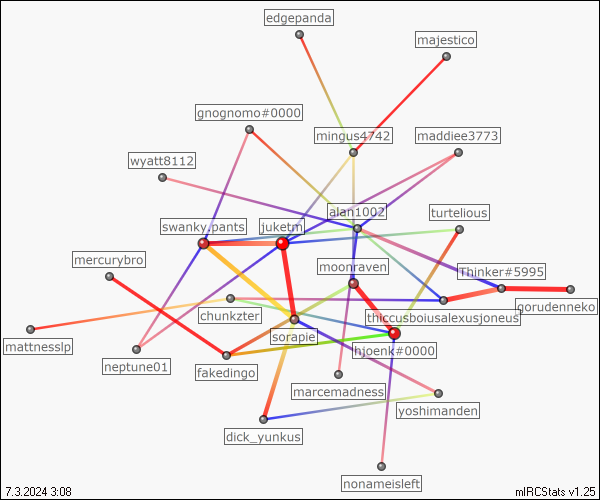 edgepanda
majestico
gnognomo#0000
mingus4742
maddiee3773
wyatt8112
alan1002
turtelious
swanky.pants
juketm
mercurybro
moonraven
Thinker#5995
chunkzter
thiccusboiusalexusjoneus
gorudenneko
sorapie
mattnesslp
hjoenk#0000
neptune01
fakedingo
marcemadness
yoshimanden
dick_yunkus
nonameisleft
7.3.2024 3:08
mIRCStats v1.25